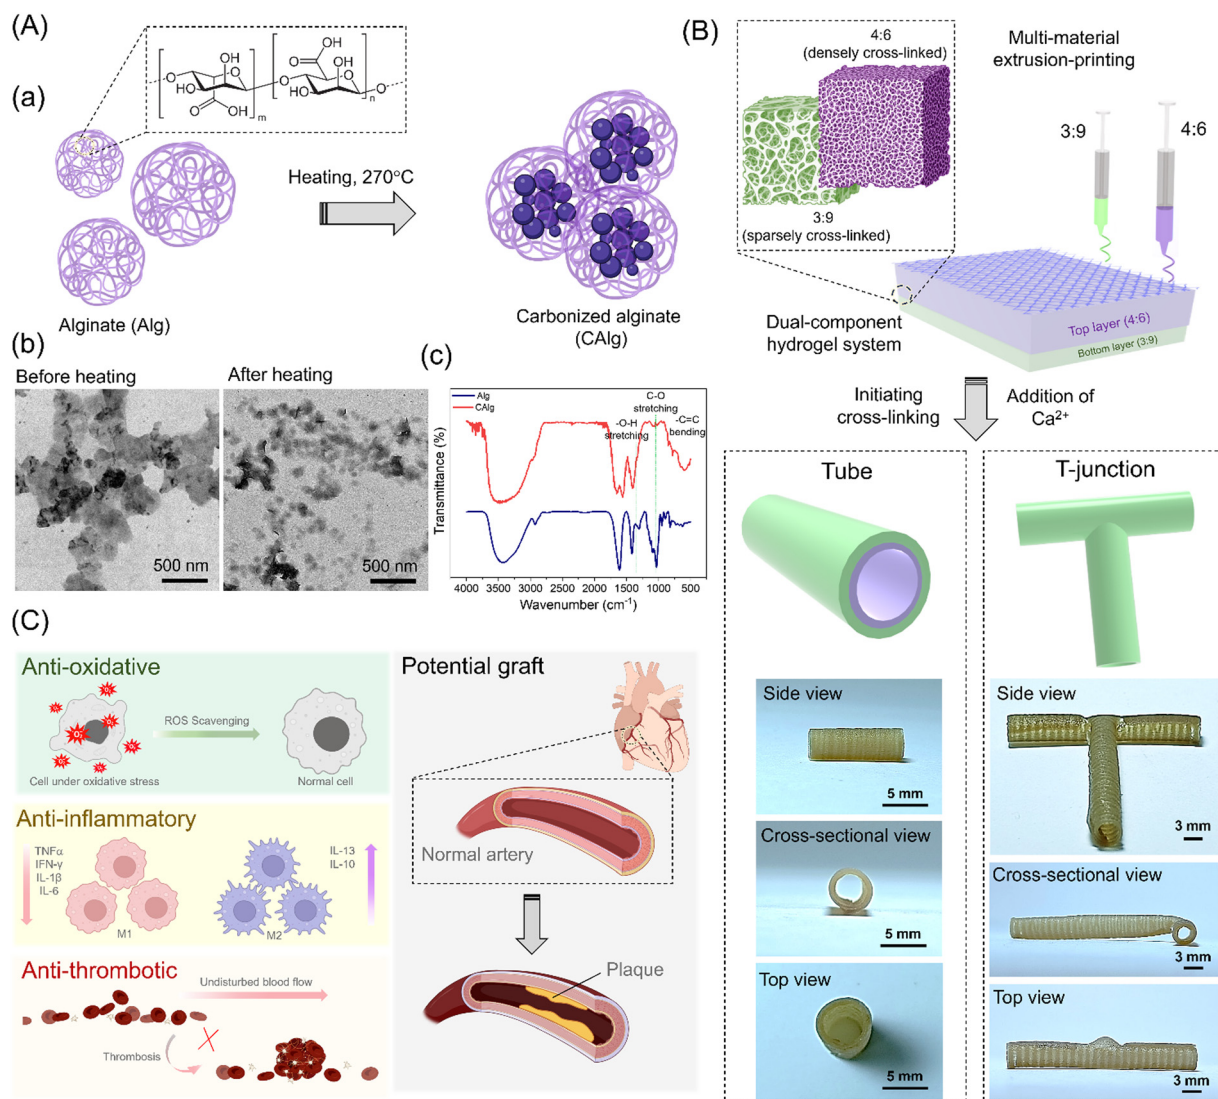 (A)
(a)
O
OH
HO
O
OH
O
m
O
OH
OH
HO
O
n
O
Heating, 270°C
Alginate (Alg)
Carbonized alginate
(CAlg)
(b)
Before heating
500 nm
After heating
500 nm
(c)
Alg
CAlg
C-O
stretching
-O-H
stretching
-C=C
bending
Transmittance (%)
4000 3500 3000 2500 2000 1500 1000 500
Wavenumber (cm-1)
(B)
4:6
(densely cross-linked)
3:9
(sparsely cross-linked)
Multi-material
extrusion-printing
3:9
4:6
Dual-component
hydrogel system
Top layer (4:6)
Bottom layer (3:9)
Initiating
cross-linking
Addition of
Ca2+
Tube
Side view
5 mm
Cross-sectional view
5 mm
Top view
5 mm
T-junction
Side view
3 mm
Cross-sectional view
3 mm
Top view
3 mm
(C)
Anti-oxidative
ROS Scavenging
Cell under oxidative stress
Normal cell
Anti-inflammatory
TNFα
IFN-γ
IL-1β
IL-6
M1
M2
IL-13
IL-10
Anti-thrombotic
Undisturbed blood flow
Thrombosis
Potential graft
Normal artery
Plaque